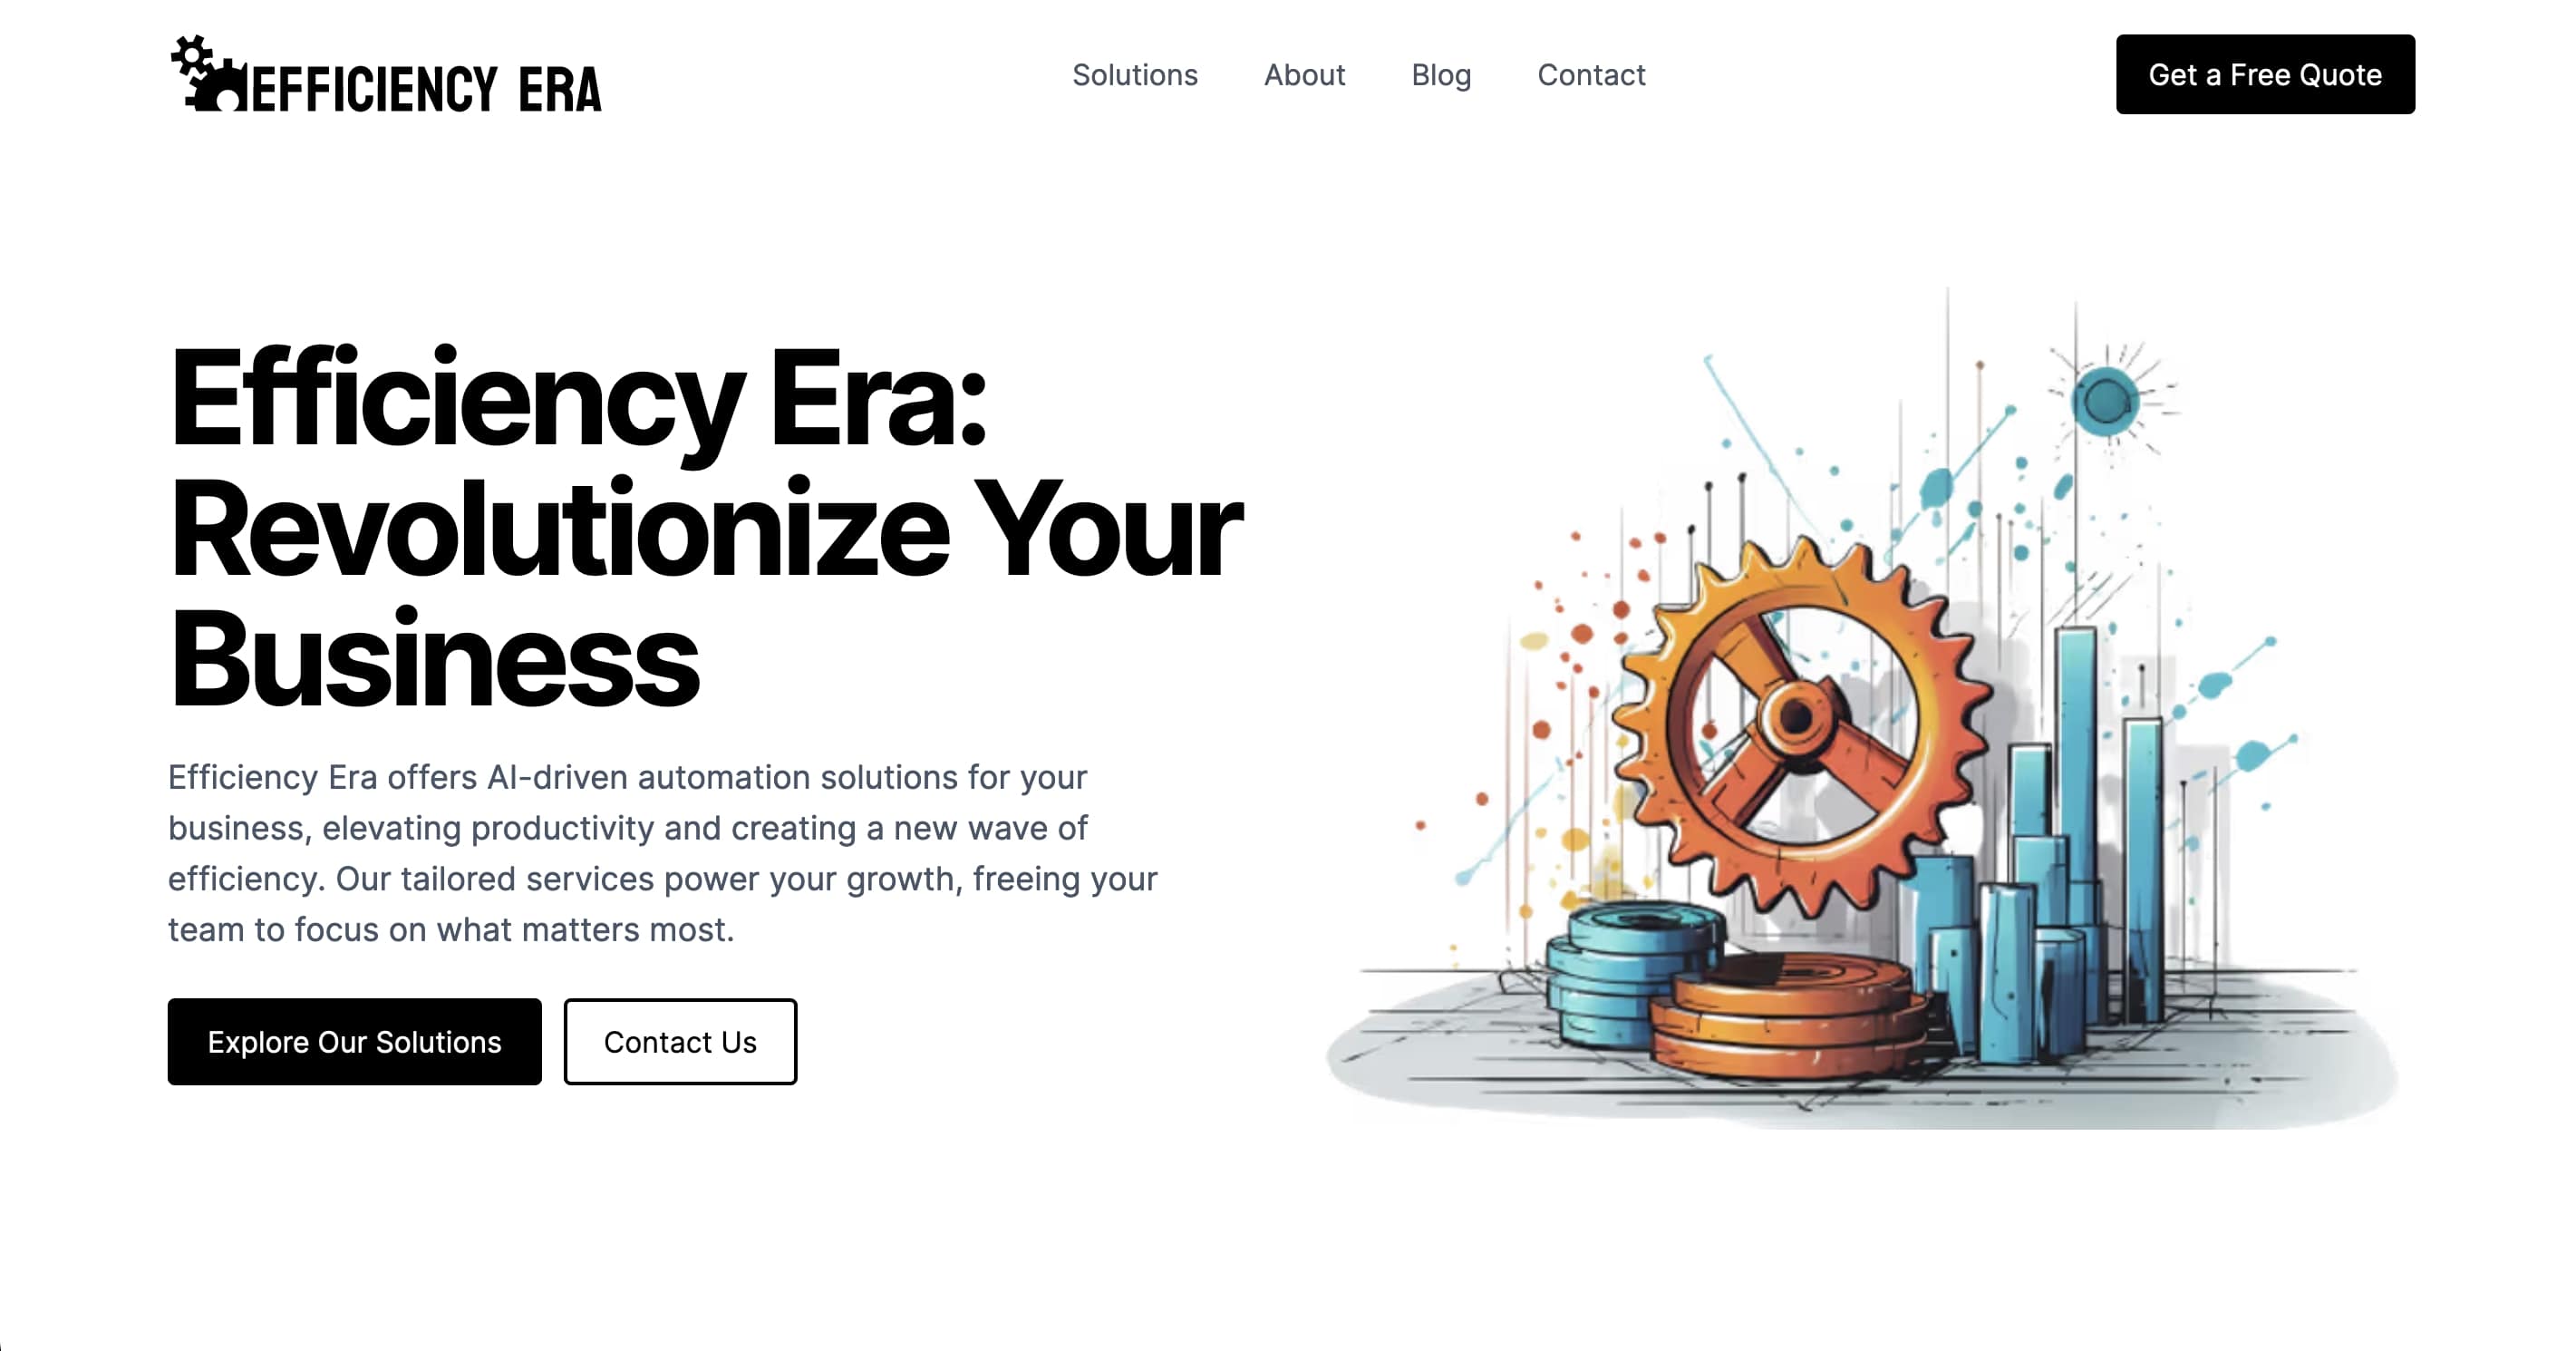 EFFICIENCY ERA
Solutions
About
Blog
Contact
Get a Free Quote
Efficiency Era:
Revolutionize Your
Business
Efficiency Era offers AI-driven automation solutions for your
business, elevating productivity and creating a new wave of
efficiency. Our tailored services power your growth, freeing your
team to focus on what matters most.
Explore Our Solutions
Contact Us